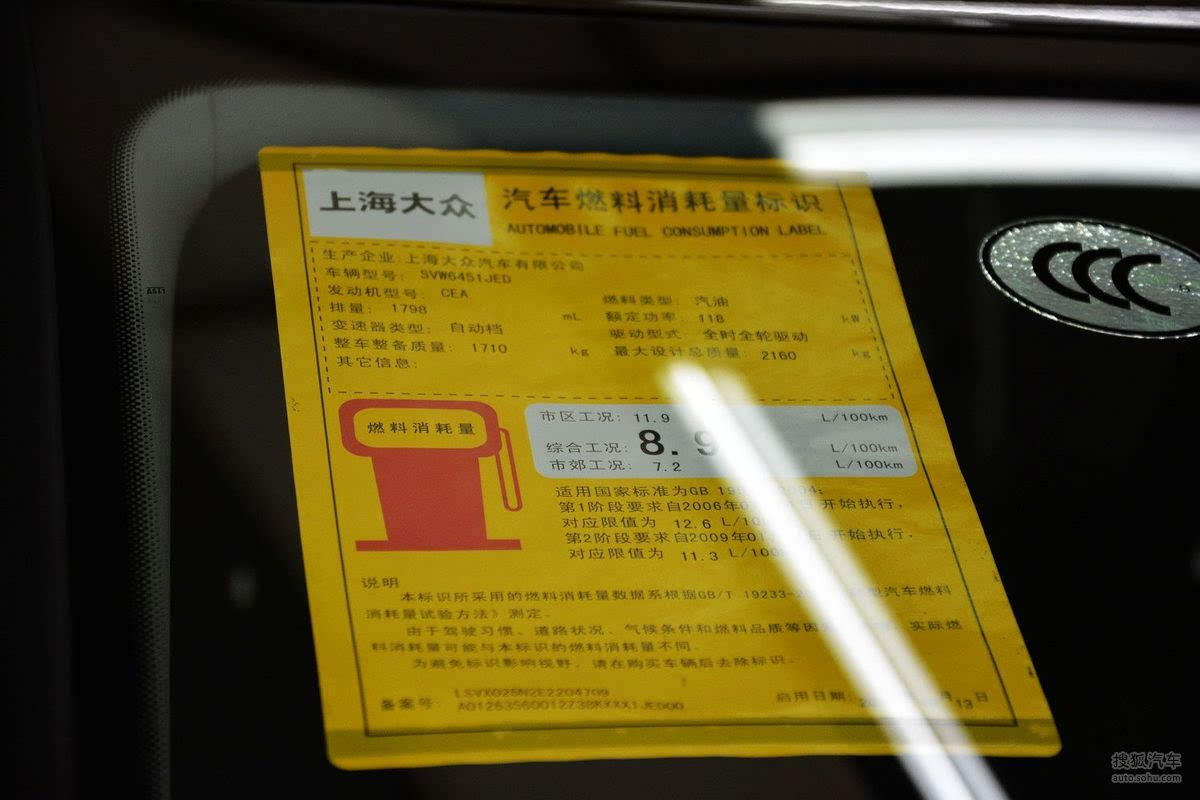 上海大众
汽车燃料消耗量标识
AUTOMOBILE FUEL CONSUMPTION LABEL
生产企业:上海大众汽车有限公司
车辆型号: SVW6451JED
发动机型号: CEA 燃料类型: 汽油
排量: 1798 mL 额定功率: 118 kW
变速器类型: 自动档 驱动型式 全时全轮驱动
整车整备质量: 1710 kg 最大设计总质量: 2160 kg
其它信息:
燃料消耗量
市区工况: 11.9 L/100km
综合工况: 8.9 L/100km
市郊工况: 7.2 L/100km
适用国家标准为GB
第1阶段要求自2006年 开始执行,
对应限值为 12.6
第2阶段要求自2009年 开始执行.
对应限值为 11.3
说明
本标识所采用的燃料消耗量数据系根据GB/T 汽车燃料
消耗量试验方法》测定.
由于驾驶习惯、道路状况、气候条件和燃料品质等 实际燃
料消耗量可能与本标识的燃料消耗量不同.
为避免标识影响视野, 请在购买车辆后去除标识.
备案号: 启用日期: 13日
CCC
搜狐汽车
auto.sohu.com